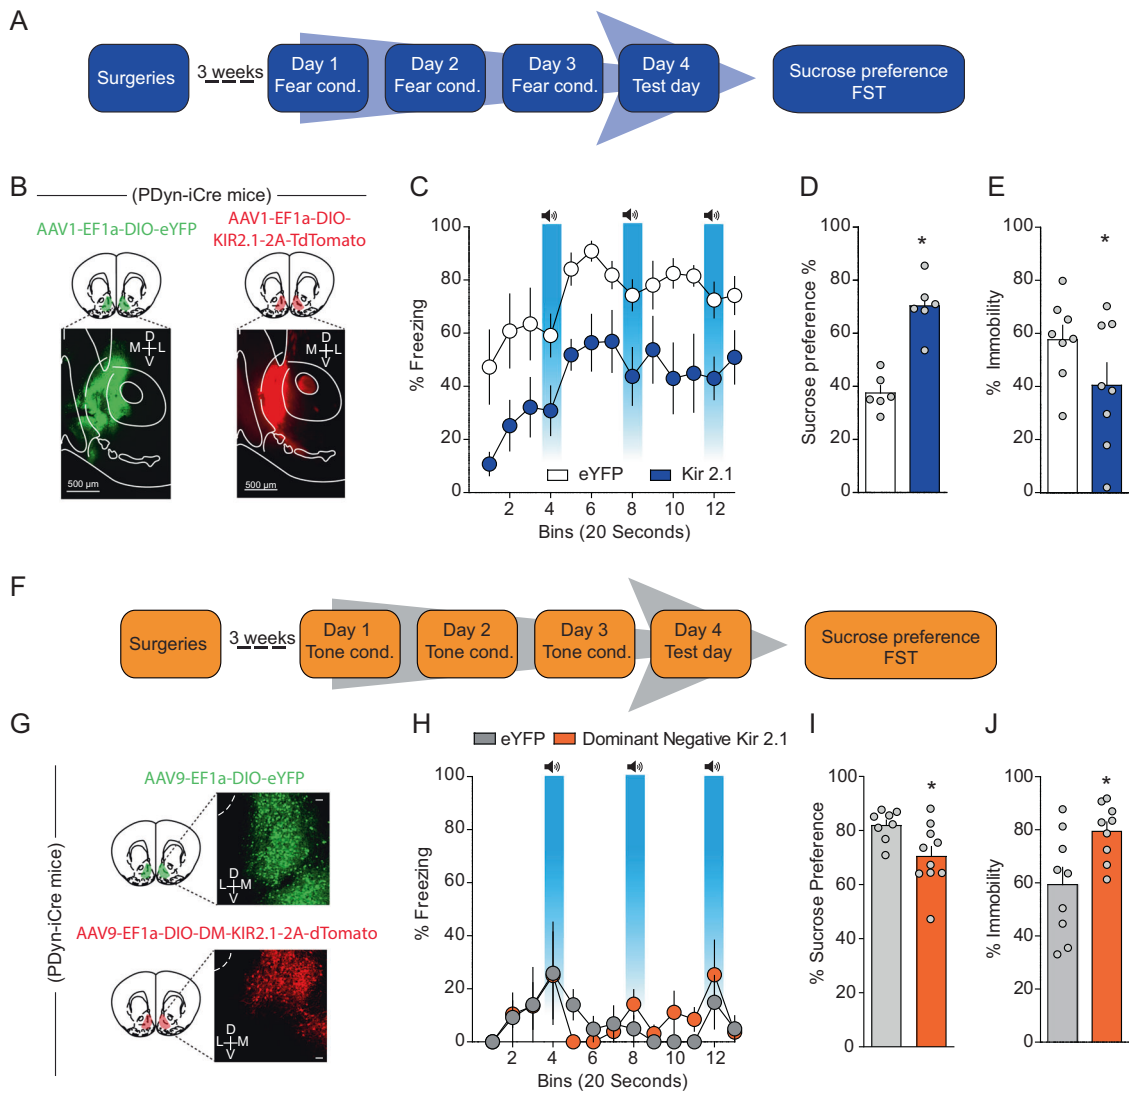 A
Surgeries
3 weeks
Day 1
Fear cond.
Day 2
Fear cond.
Day 3
Fear cond.
Day 4
Test day
Sucrose preference
FST
B
(PDyn-iCre mice)
AAV1-EF1a-DIO-eYFP
AAV1-EF1a-DIO-
KIR2.1-2A-TdTomato
D
M L
V
500 µm
D
M L
V
500 µm
C
% Freezing
100
80
60
40
20
0
2 4 6 8 10 12
Bins (20 Seconds)
eYFP
Kir 2.1
D
Sucrose preference %
100
80
60
40
20
0
*
E
% Immobility
100
80
60
40
20
0
*
F
Surgeries
3 weeks
Day 1
Tone cond.
Day 2
Tone cond.
Day 3
Tone cond.
Day 4
Test day
Sucrose preference
FST
G
(PDyn-iCre mice)
AAV9-EF1a-DIO-eYFP
D
L M
V
AAV9-EF1a-DIO-DM-KIR2.1-2A-dTomato
D
L M
V
H
eYFP
Dominant Negative Kir 2.1
% Freezing
100
80
60
40
20
0
2 4 6 8 10 12
Bins (20 Seconds)
I
% Sucrose Preference
100
80
60
40
20
0
*
J
% Immobility
100
80
60
40
20
0
*